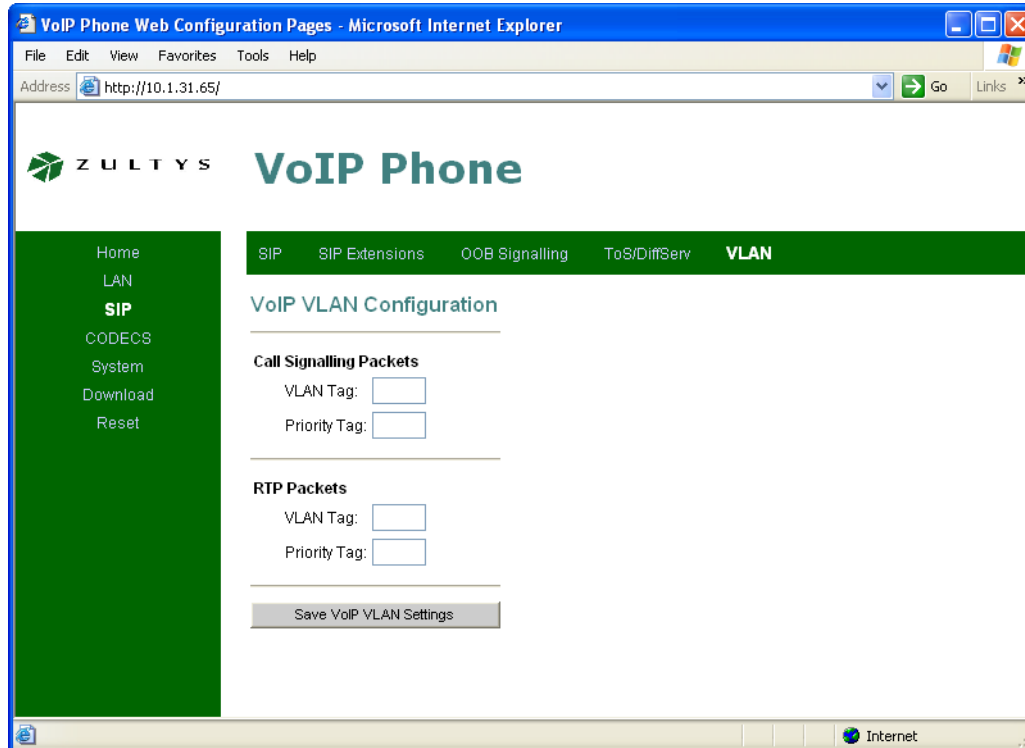 VoIP Phone Web Configuration Pages - Microsoft Internet Explorer
File Edit View Favorites Tools Help
Address http://10.1.31.65/ Go Links »
ZULTYS VoIP Phone
Home
LAN
SIP
CODECS
System
Download
Reset
SIP SIP Extensions OOB Signalling ToS/DiffServ VLAN
VoIP VLAN Configuration
Call Signalling Packets
VLAN Tag:
Priority Tag:
RTP Packets
VLAN Tag:
Priority Tag:
Save VoIP VLAN Settings
Internet